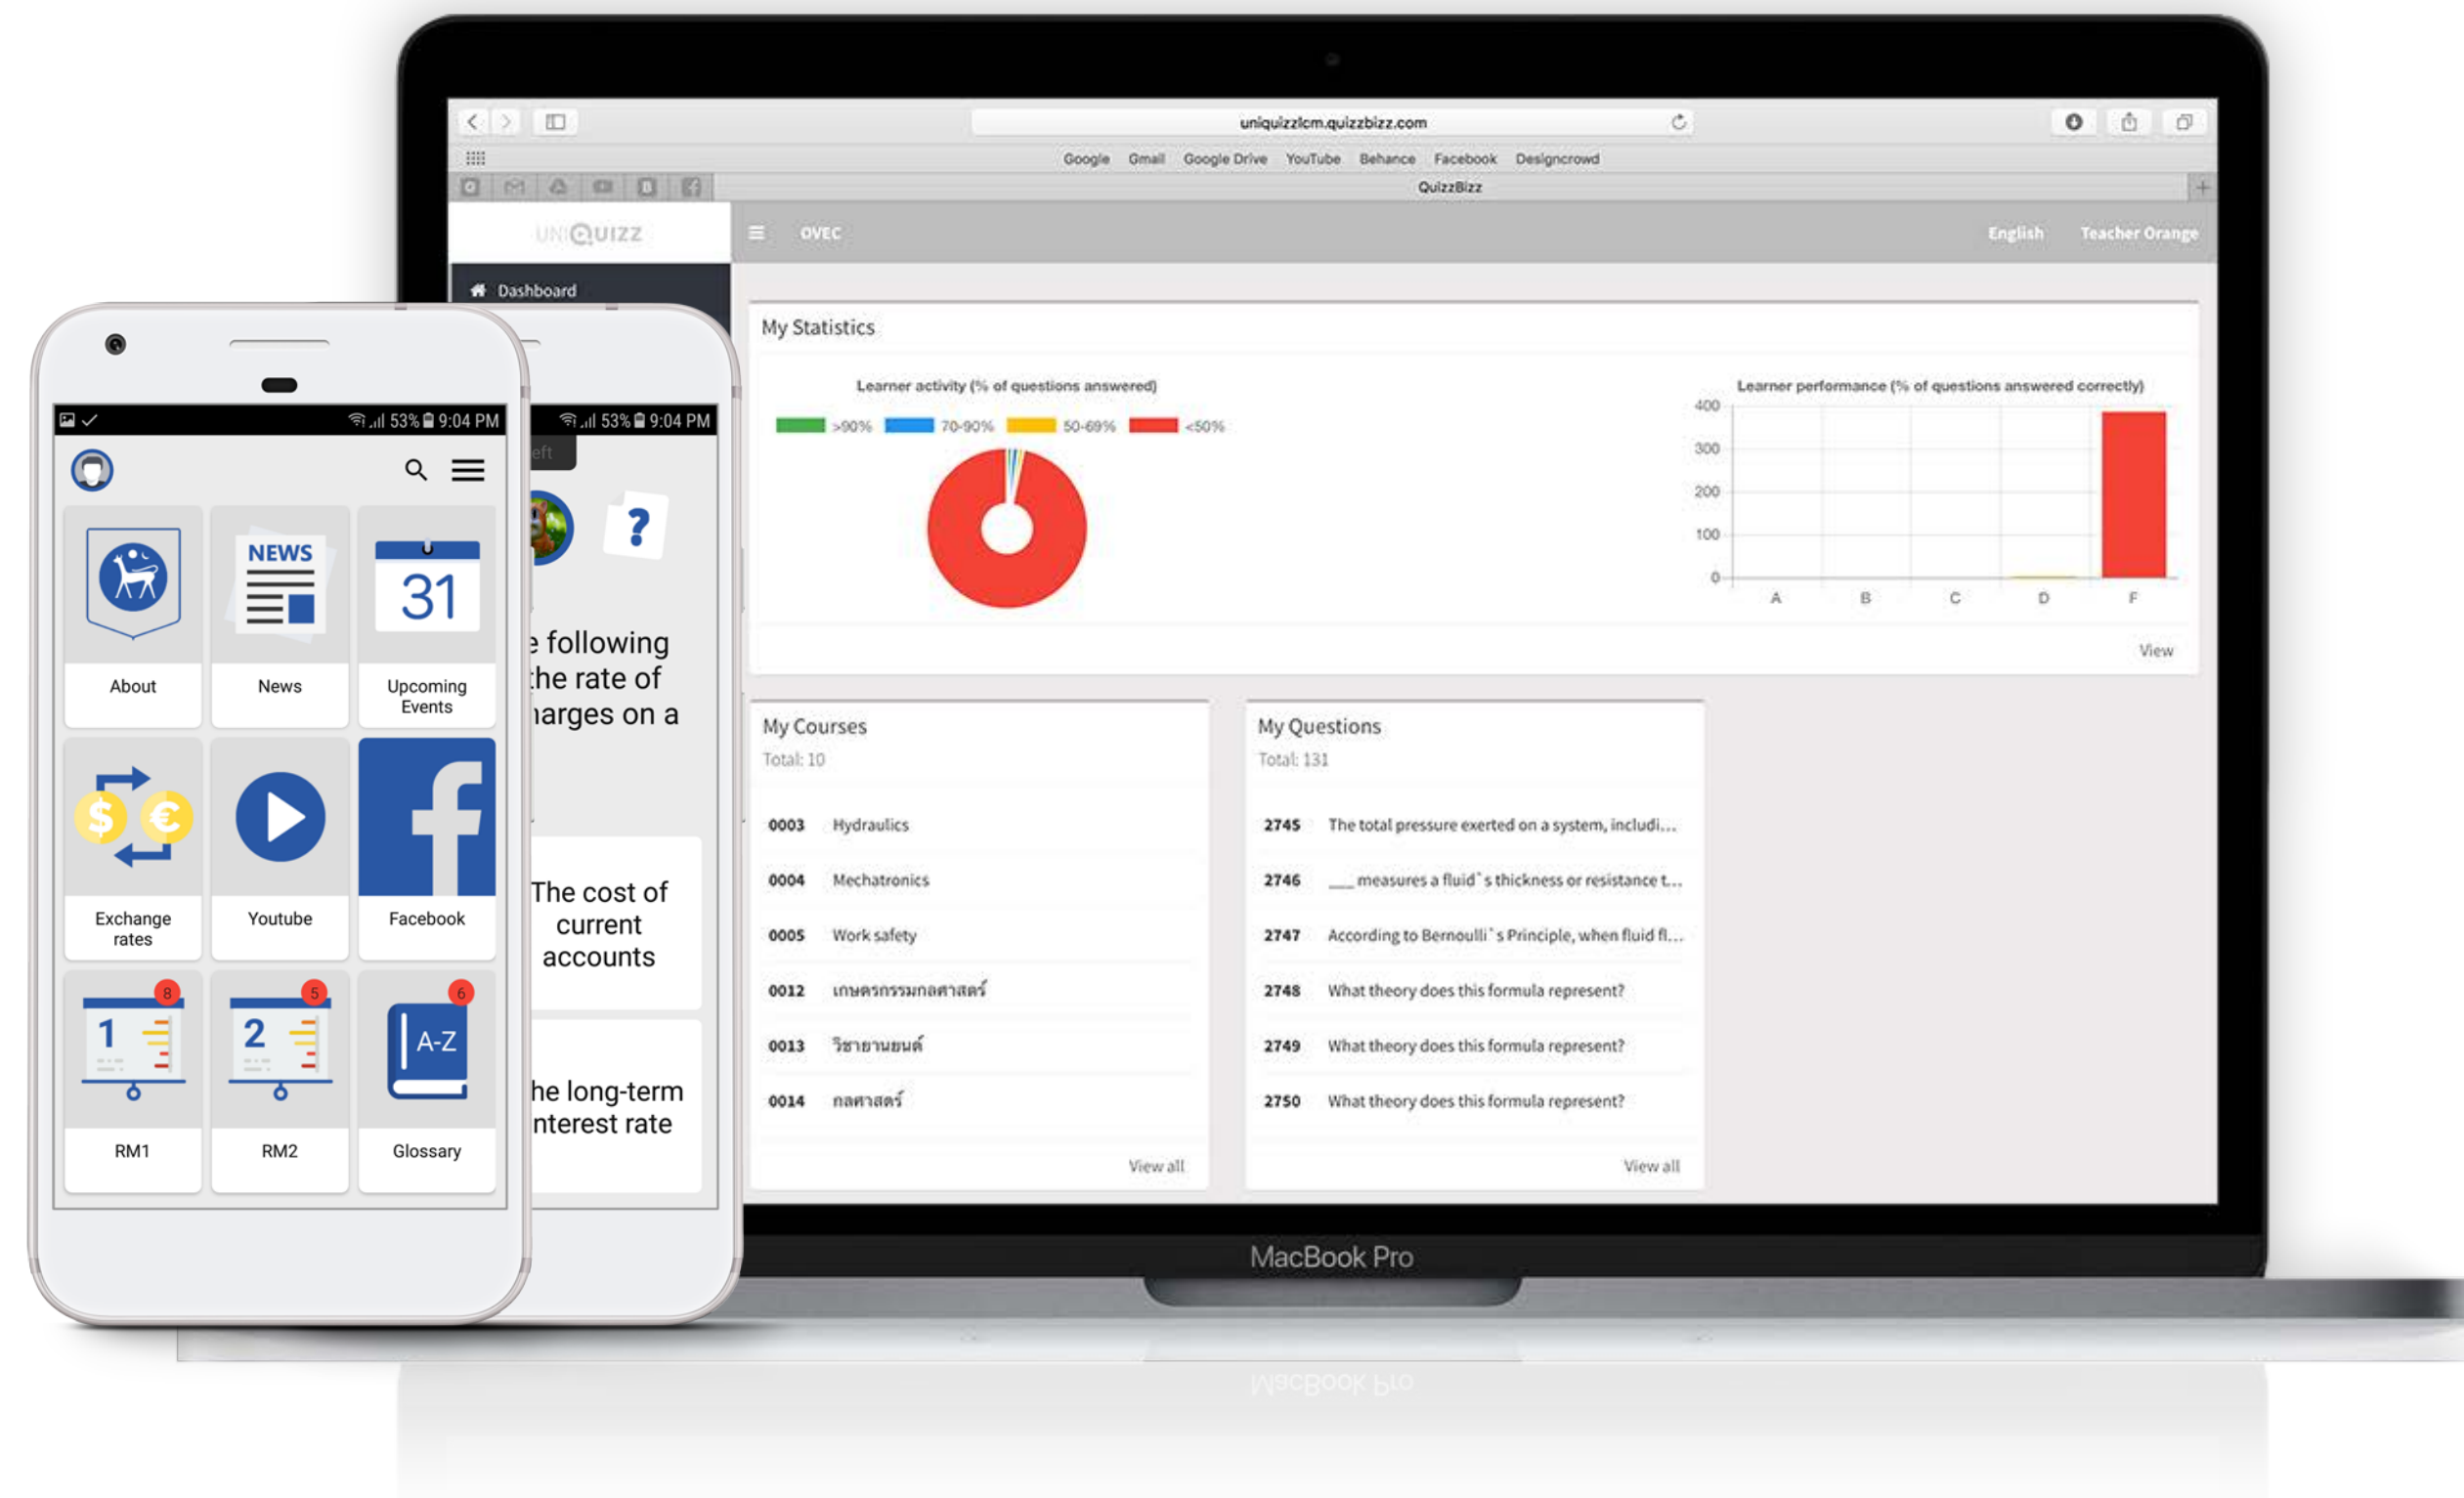 uniquizzlcm.quizzbizz.com
Google Gmail Google Drive YouTube Behance Facebook Designcrowd
QuizzBizz
UNIQUIZZ
OVEC
English Teacher Orange
Dashboard
My Statistics
Learner activity (% of questions answered)
>90% 70-90% 50-69% <50%
Learner performance (% of questions answered correctly)
400
300
200
100
0
A B C D F
View
My Courses
Total: 10
0003 Hydraulics
0004 Mechatronics
0005 Work safety
0012 เกษตรกรรมกลศาสตร์
0013 วิชายานยนต์
0014 กลศาสตร์
View all
My Questions
Total: 131
2745 The total pressure exerted on a system, includi...
2746 ___ measures a fluid`s thickness or resistance t...
2747 According to Bernoulli`s Principle, when fluid fl...
2748 What theory does this formula represent?
2749 What theory does this formula represent?
2750 What theory does this formula represent?
View all
MacBook Pro
53% 9:04 PM
NEWS
31
About
News
Upcoming
Events
$ €
Exchange
rates
Youtube
f
Facebook
8
1
RM1
5
2
RM2
6
A-Z
Glossary
53% 9:04 PM
eft
?
e following
the rate of
harges on a
The cost of
current
accounts
he long-term
nterest rate